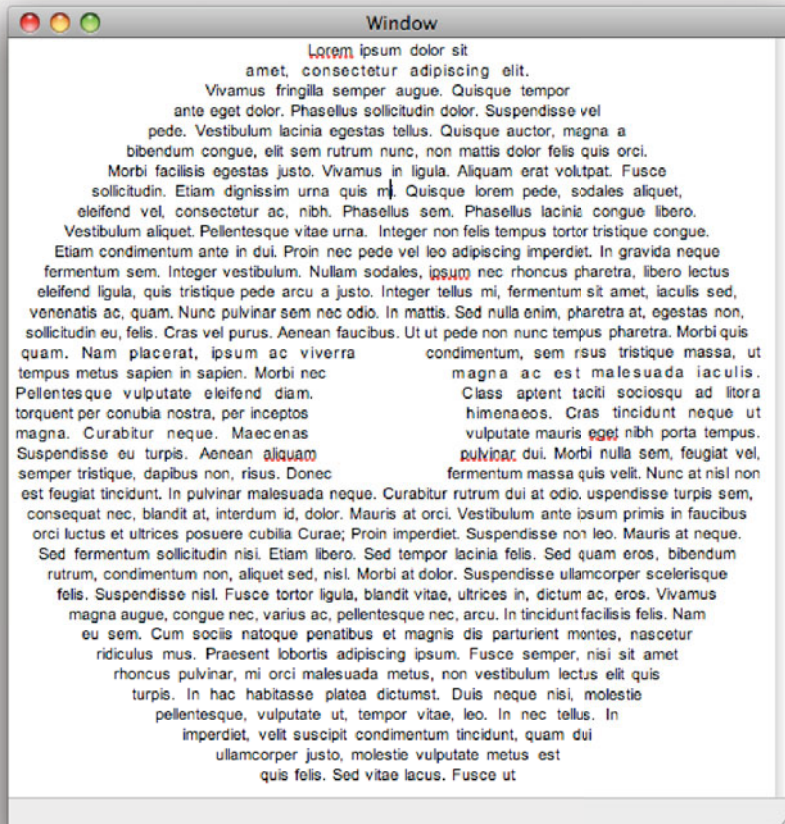 Window
Lorem ipsum dolor sit
amet, consectetur adipiscing elit.
Vivamus fringilla semper augue. Quisque tempor
ante eget dolor. Phasellus sollicitudin dolor. Suspendisse vel
pede. Vestibulum lacinia egestas tellus. Quisque auctor, magna a
bibendum congue, elit sem rutrum nunc, non mattis dolor felis quis orci.
Morbi facilisis egestas justo. Vivamus in ligula. Aliquam erat volutpat. Fusce
sollicitudin. Etiam dignissim urna quis mi. Quisque lorem pede, sodales aliquet,
eleifend vel, consectetur ac, nibh. Phasellus sem. Phasellus lacinia congue libero.
Vestibulum aliquet. Pellentesque vitae urna. Integer non felis tempus tortor tristique congue.
Etiam condimentum ante in dui. Proin nec pede vel leo adipiscing imperdiet. In gravida neque
fermentum sem. Integer vestibulum. Nullam sodales, ipsum nec rhoncus pharetra, libero lectus
eleifend ligula, quis tristique pede arcu a justo. Integer tellus mi, fermentum sit amet, iaculis sed,
venenatis ac, quam. Nunc pulvinar sem nec odio. In mattis. Sed nulla enim, pharetra at, egestas non,
sollicitudin eu, felis. Cras vel purus. Aenean faucibus. Ut ut pede non nunc tempus pharetra. Morbi quis
quam. Nam placerat, ipsum ac viverra condimentum, sem risus tristique massa, ut
tempus metus sapien in sapien. Morbi nec magna ac est malesuada iaculis.
Pellentesque vulputate eleifend diam. Class aptent taciti sociosqu ad litora
torquent per conubia nostra, per inceptos himenaeos. Cras tincidunt neque ut
magna. Curabitur neque. Maecenas vulputate mauris eget nibh porta tempus.
Suspendisse eu turpis. Aenean aliquam pulvinar dui. Morbi nulla sem, feugiat vel,
semper tristique, dapibus non, risus. Donec fermentum massa quis velit. Nunc at nisl non
est feugiat tincidunt. In pulvinar malesuada neque. Curabitur rutrum dui at odio. uspendisse turpis sem,
consequat nec, blandit at, interdum id, dolor. Mauris at orci. Vestibulum ante ipsum primis in faucibus
orci luctus et ultrices posuere cubilia Curae; Proin imperdiet. Suspendisse non leo. Mauris at neque.
Sed fermentum sollicitudin nisi. Etiam libero. Sed tempor lacinia felis. Sed quam eros, bibendum
rutrum, condimentum non, aliquet sed, nisl. Morbi at dolor. Suspendisse ullamcorper scelerisque
felis. Suspendisse nisl. Fusce tortor ligula, blandit vitae, ultrices in, dictum ac, eros. Vivamus
magna augue, congue nec, varius ac, pellentesque nec, arcu. In tincidunt facilisis felis. Nam
eu sem. Cum sociis natoque penatibus et magnis dis parturient montes, nascetur
ridiculus mus. Praesent lobortis adipiscing ipsum. Fusce semper, nisi sit amet
rhoncus pulvinar, mi orci malesuada metus, non vestibulum lectus elit quis
turpis. In hac habitasse platea dictumst. Duis neque nisi, molestie
pellentesque, vulputate ut, tempor vitae, leo. In nec tellus. In
imperdiet, velit suscipit condimentum tincidunt, quam dui
ullamcorper justo, molestie vulputate metus est
quis felis. Sed vitae lacus. Fusce ut